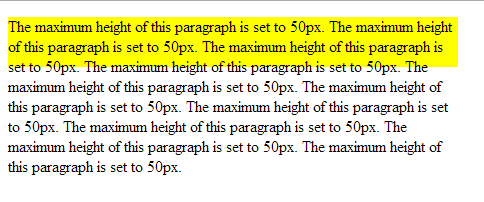 The maximum height of this paragraph is set to 50px. The maximum height
of this paragraph is set to 50px. The maximum height of this paragraph is
set to 50px. The maximum height of this paragraph is set to 50px. The
maximum height of this paragraph is set to 50px. The maximum height of
this paragraph is set to 50px. The maximum height of this paragraph is set
to 50px. The maximum height of this paragraph is set to 50px. The
maximum height of this paragraph is set to 50px. The maximum height of
this paragraph is set to 50px.